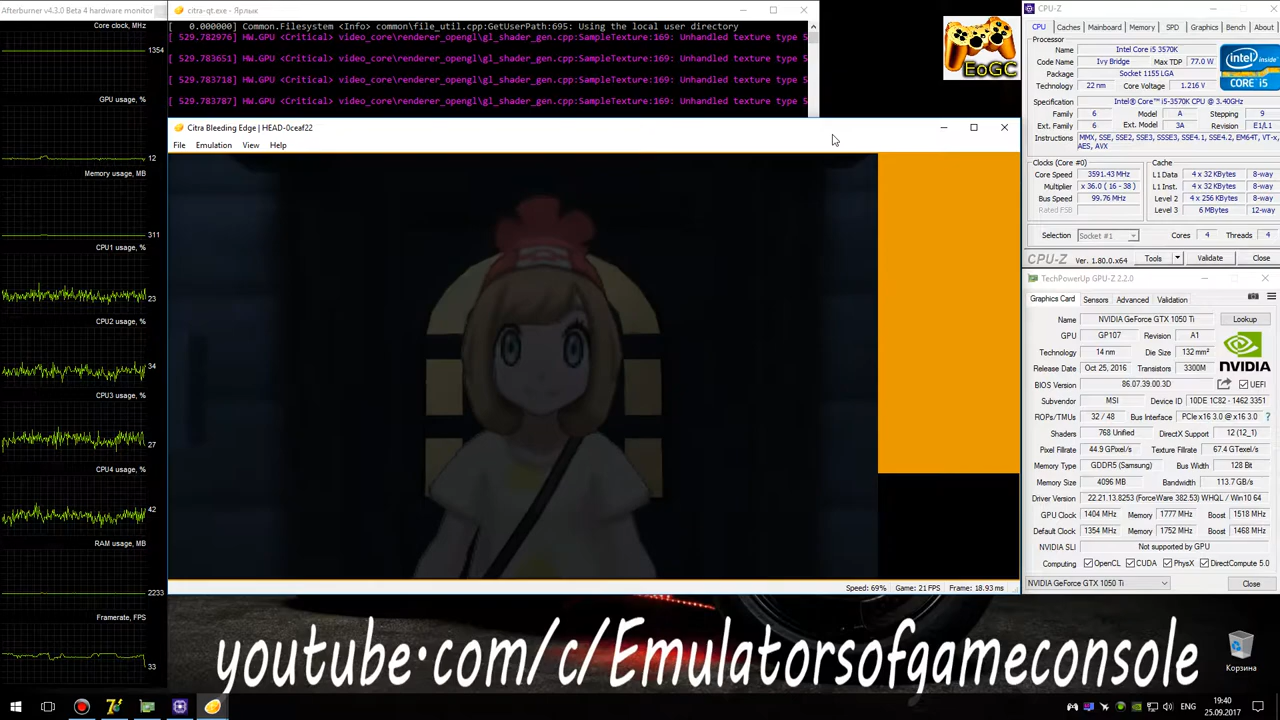 Afterburner v4.3.0 Beta 4 hardware monitor
Core clock, MHz
1354
GPU usage, %
12
Memory usage, MB
311
CPU1 usage, %
23
CPU2 usage, %
34
CPU3 usage, %
27
CPU4 usage, %
42
RAM usage, MB
2233
Framerate, FPS
33
citra-qt.exe - Ярлык
[ 0.000000] Common.Filesystem <Info> common\file_util.cpp:GetUserPath:695: Using the local user directory
[ 529.782976] HW.GPU <Critical> video_core\renderer_opengl\gl_shader_gen.cpp:SampleTexture:169: Unhandled texture type S
[ 529.783651] HW.GPU <Critical> video_core\renderer_opengl\gl_shader_gen.cpp:SampleTexture:169: Unhandled texture type S
[ 529.783718] HW.GPU <Critical> video_core\renderer_opengl\gl_shader_gen.cpp:SampleTexture:169: Unhandled texture type S
[ 529.783787] HW.GPU <Critical> video_core\renderer_opengl\gl_shader_gen.cpp:SampleTexture:169: Unhandled texture type S
EoGC
Citra Bleeding Edge | HEAD-0ceaf22
File Emulation View Help
Speed: 69% Game: 21 FPS Frame: 18.93 ms
CPU-Z
CPU Caches Mainboard Memory SPD Graphics Bench About
Processor
Name Intel Core i5 3570K
Code Name Ivy Bridge Max TDP 77.0 W
Package Socket 1155 LGA
Technology 22 nm Core Voltage 1.216 V
intel inside
CORE i5
Specification Intel® Core™ i5-3570K CPU @ 3.40GHz
Family 6 Model A Stepping 9
Ext. Family 6 Ext. Model 3A Revision E1/L1
Instructions MMX, SSE, SSE2, SSE3, SSSE3, SSE4.1, SSE4.2, EM64T, VT-x,
AES, AVX
Clocks (Core #0) Cache
Core Speed 3591.43 MHz L1 Data 4 x 32 KBytes 8-way
Multiplier x 36.0 ( 16 - 38 ) L1 Inst. 4 x 32 KBytes 8-way
Bus Speed 99.76 MHz Level 2 4 x 256 KBytes 8-way
Rated FSB Level 3 6 MBytes 12-way
Selection Socket #1 Cores 4 Threads 4
CPU-Z Ver. 1.80.0.x64 Tools Validate Close
TechPowerUp GPU-Z 2.2.0
Graphics Card Sensors Advanced Validation
Name NVIDIA GeForce GTX 1050 Ti Lookup
GPU GP107 Revision A1
Technology 14 nm Die Size 132 mm²
Release Date Oct 25, 2016 Transistors 3300M
NVIDIA
BIOS Version 86.07.39.00.3D UEFI
Subvendor MSI Device ID 10DE 1C82 - 1462 3351
ROPs/TMUs 32 / 48 Bus Interface PCIe x16 3.0 @ x16 3.0 ?
Shaders 768 Unified DirectX Support 12 (12_1)
Pixel Fillrate 44.9 GPixel/s Texture Fillrate 67.4 GTexel/s
Memory Type GDDR5 (Samsung) Bus Width 128 Bit
Memory Size 4096 MB Bandwidth 113.7 GB/s
Driver Version 22.21.13.8253 (ForceWare 382.53) WHQL / Win10 64
GPU Clock 1404 MHz Memory 1777 MHz Boost 1518 MHz
Default Clock 1354 MHz Memory 1752 MHz Boost 1468 MHz
NVIDIA SLI Not supported by GPU
Computing OpenCL CUDA PhysX DirectCompute 5.0
NVIDIA GeForce GTX 1050 Ti Close
youtube.com/c/Emulatorsofgameconsole
Корзина
ENG
19:40
25.09.2017